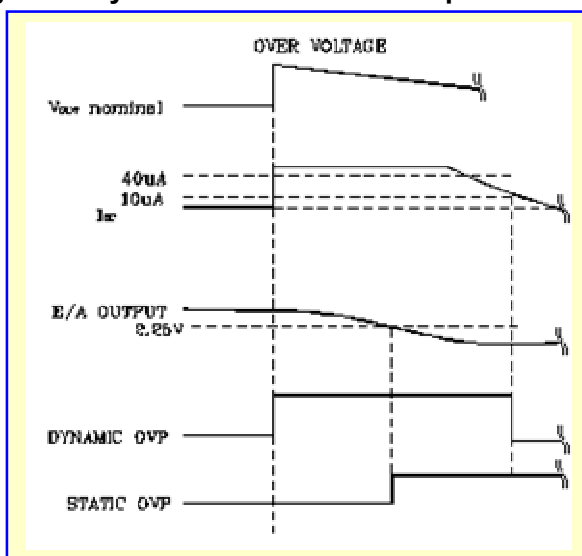 OVER VOLTAGE
VOUT nominal
40uA
10uA
E/A OUTPUT
2.25V
DYNAMIC OVP
STATIC OVP